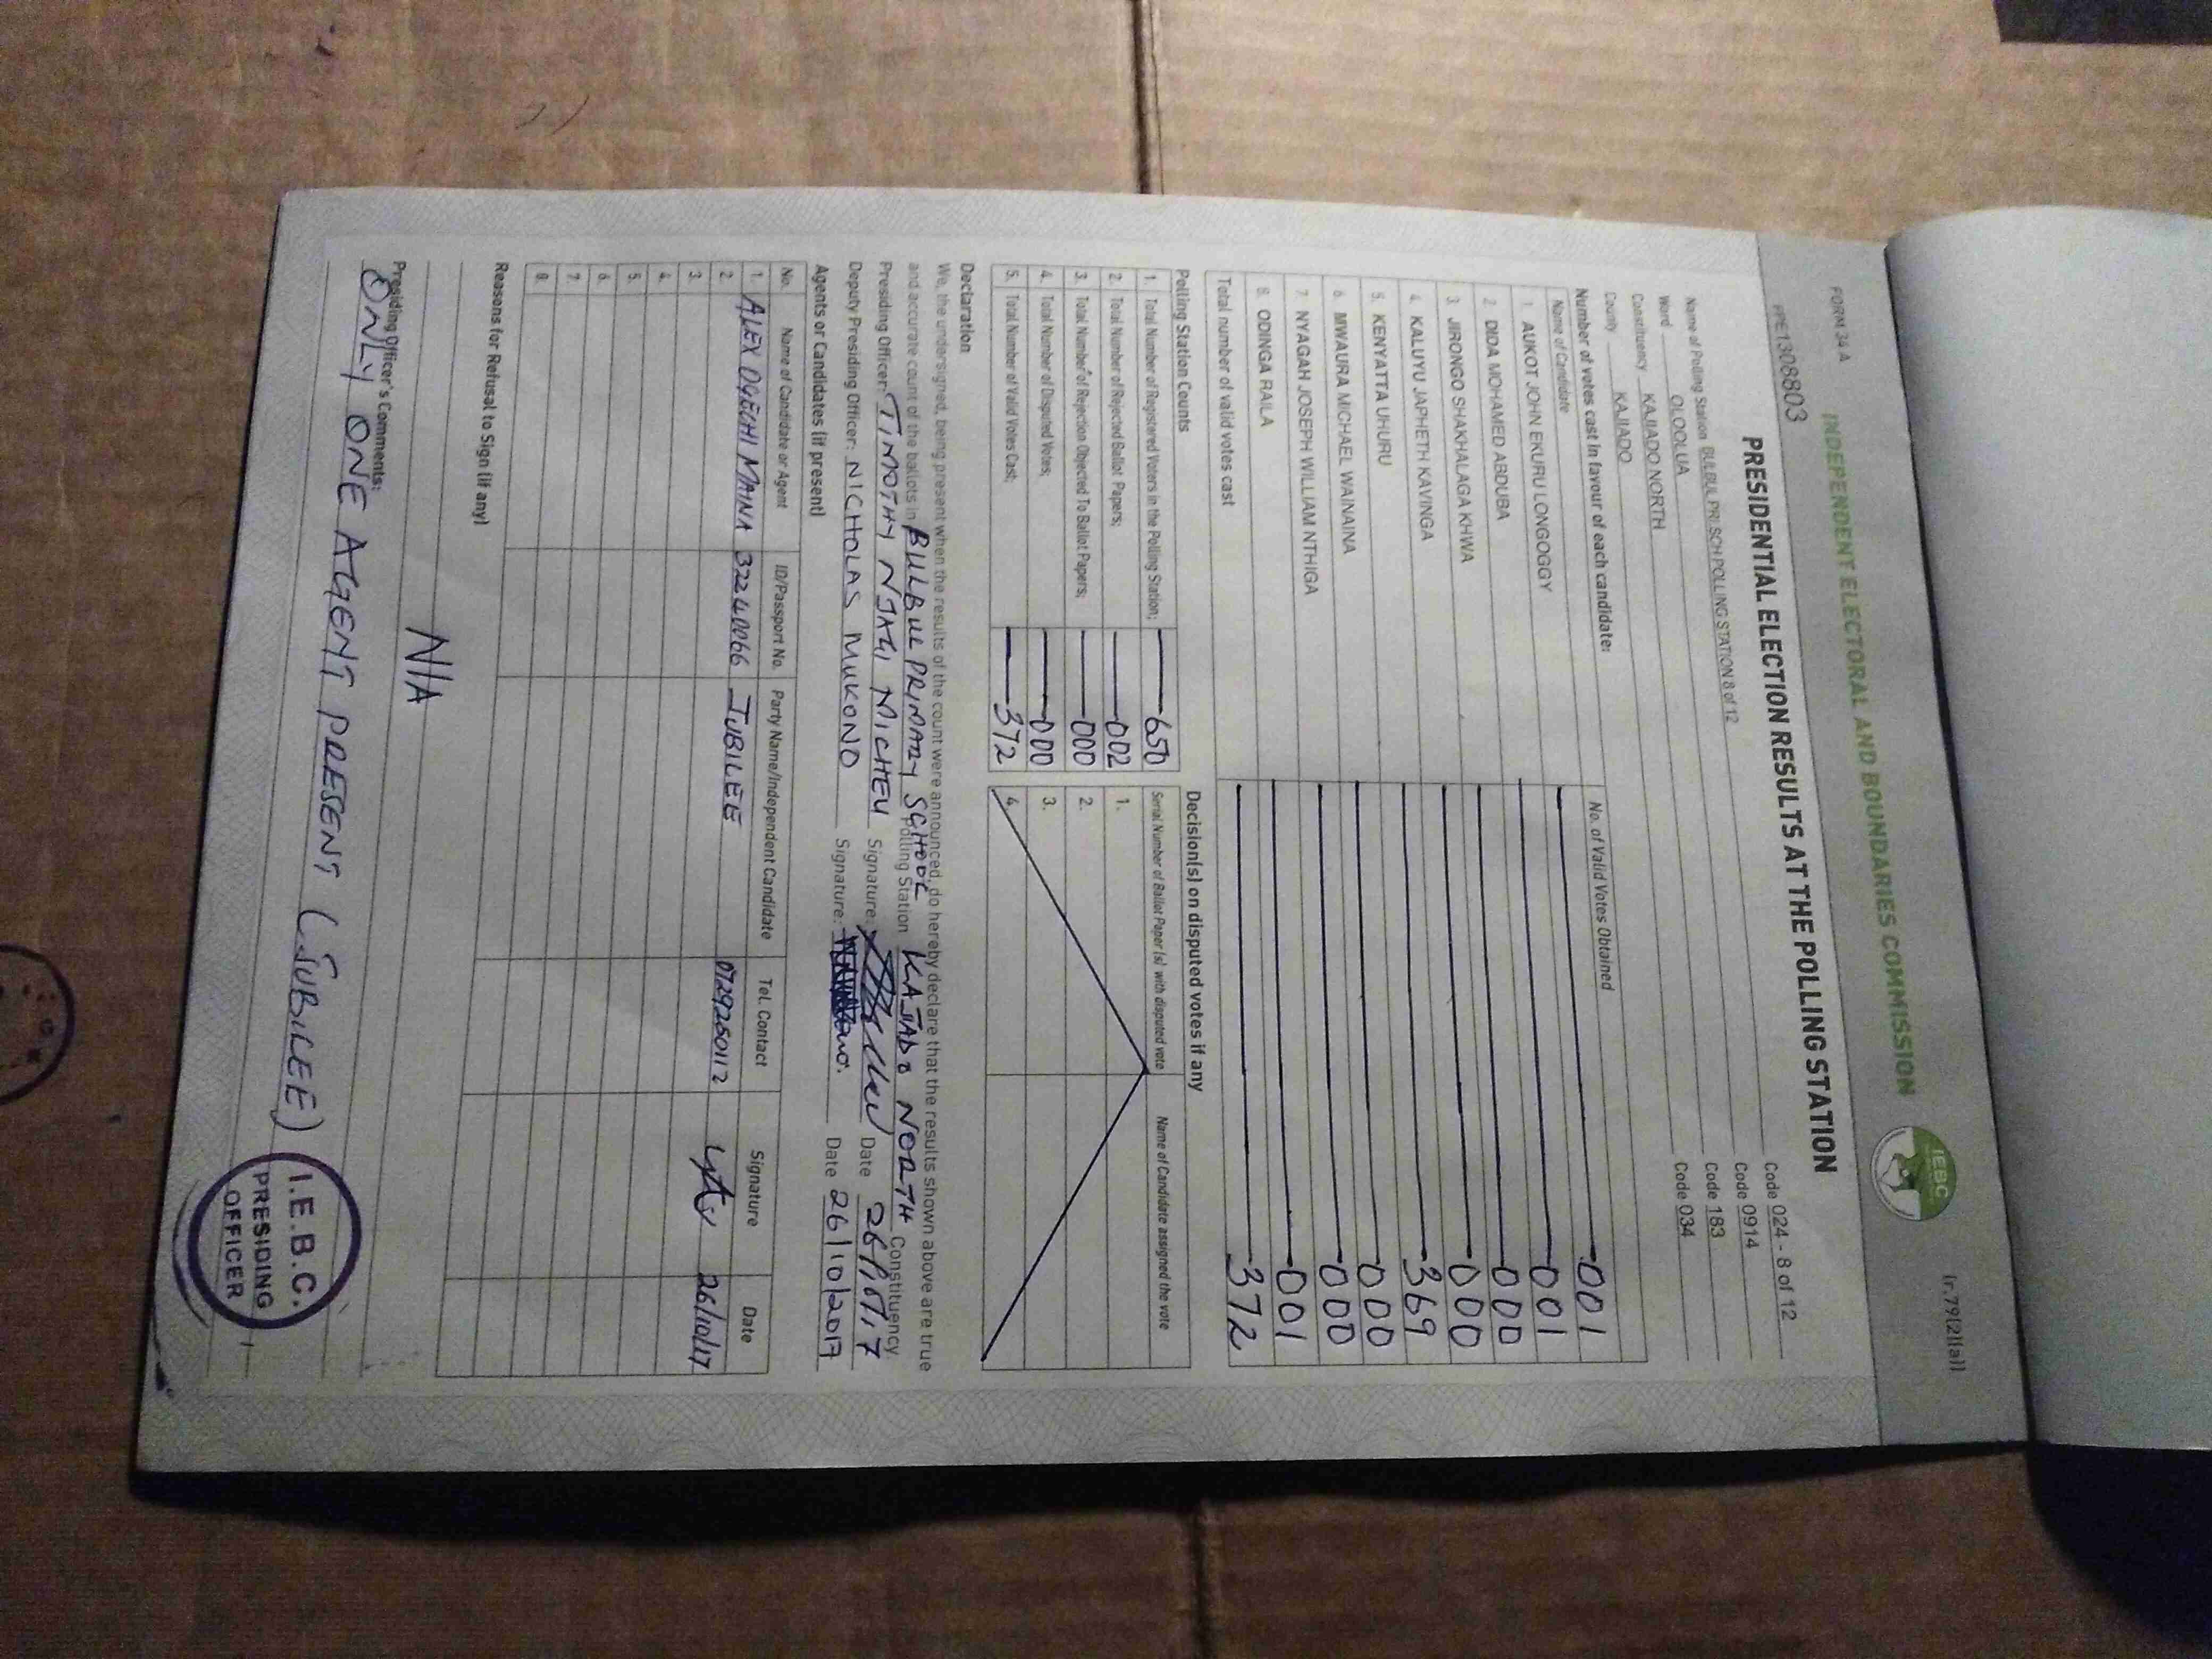 FORM 34 A
INDEPENDENT ELECTORAL AND BOUNDARIES COMMISSION
IEBC
(r.79(2)(a))
PRESIDENTIAL ELECTION RESULTS AT THE POLLING STATION
PPE1308803
Name of Polling Station BULBUL PRI.SCH POLLING STATION 8 of 12 Code 024 - 8 of 12
Ward OLOOLUA Code 0914
Constituency KAJIADO NORTH Code 183
County KAJIADO Code 034
Number of votes cast in favour of each candidate:
Name of Candidate No. of Valid Votes Obtained
1. AUKOT JOHN EKURU LONGOGGY 001
2. DIDA MOHAMED ABDUBA 001
3. JIRONGO SHAKHALAGA KHWA 000
4. KALUYU JAPHETH KAVINGA 000
5. KENYATTA UHURU 369
6. MWAURA MICHAEL WAINAINA 000
7. NYAGAH JOSEPH WILLIAM NTHIGA 000
8. ODINGA RAILA 001
Total number of valid votes cast 372
Polling Station Counts
1. Total Number of Registered Voters in the Polling Station; 650
2. Total Number of Rejected Ballot Papers; 002
3. Total Number of Rejection Objected To Ballot Papers; 000
4. Total Number of Disputed Votes; 000
5. Total Number of Valid Votes Cast; 372
Decision(s) on disputed votes if any
Serial Number of Ballot Paper (s) with disputed vote Name of Candidate assigned the vote
1.
2.
3.
4.
Declaration
We, the undersigned, being present when the results of the count were announced, do hereby declare that the results shown above are true
and accurate count of the ballots in BULBUL PRIMARY SCHOOL Polling Station KAJIADO NORTH Constituency.
Presiding Officer: TIMOTHY NJAGI MICHEU Signature: Date 26/10/17
Deputy Presiding Officer: NICHOLAS MUKONO Signature: Date 26/10/2017
Agents or Candidates (if present)
No. Name of Candidate or Agent ID/Passport No. Party Name/Independent Candidate Tel. Contact Signature Date
1. ALEX OGECHI MAINA 32240066 JUBILEE 0729250112 26/10/17
2.
3.
4.
5.
6.
7.
8.
Reasons for Refusal to Sign (if any)
N/A
Presiding Officer's Comments:
ONLY ONE AGENT PRESENT (JUBILEE)
I.E.B.C.
PRESIDING
OFFICER